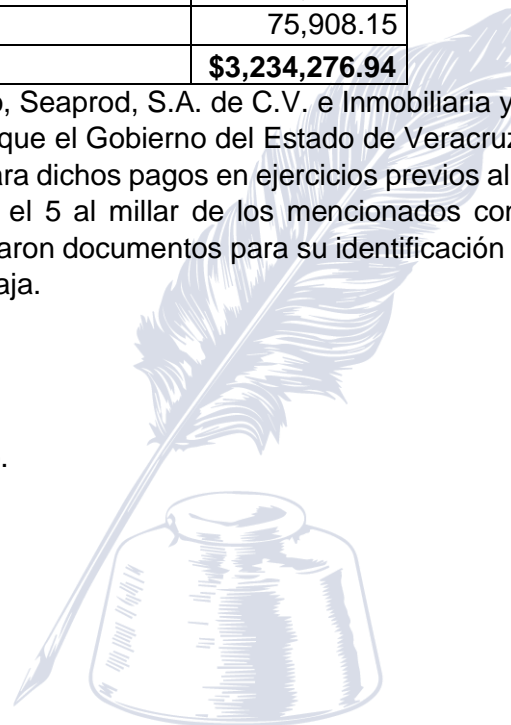 75,908.15
$3,234,276.94
, Seaprod, S.A. de C.V. e Inmobiliaria y
que el Gobierno del Estado de Veracruz
ara dichos pagos en ejercicios previos al
el 5 al millar de los mencionados con
aron documentos para su identificación
aja.
.